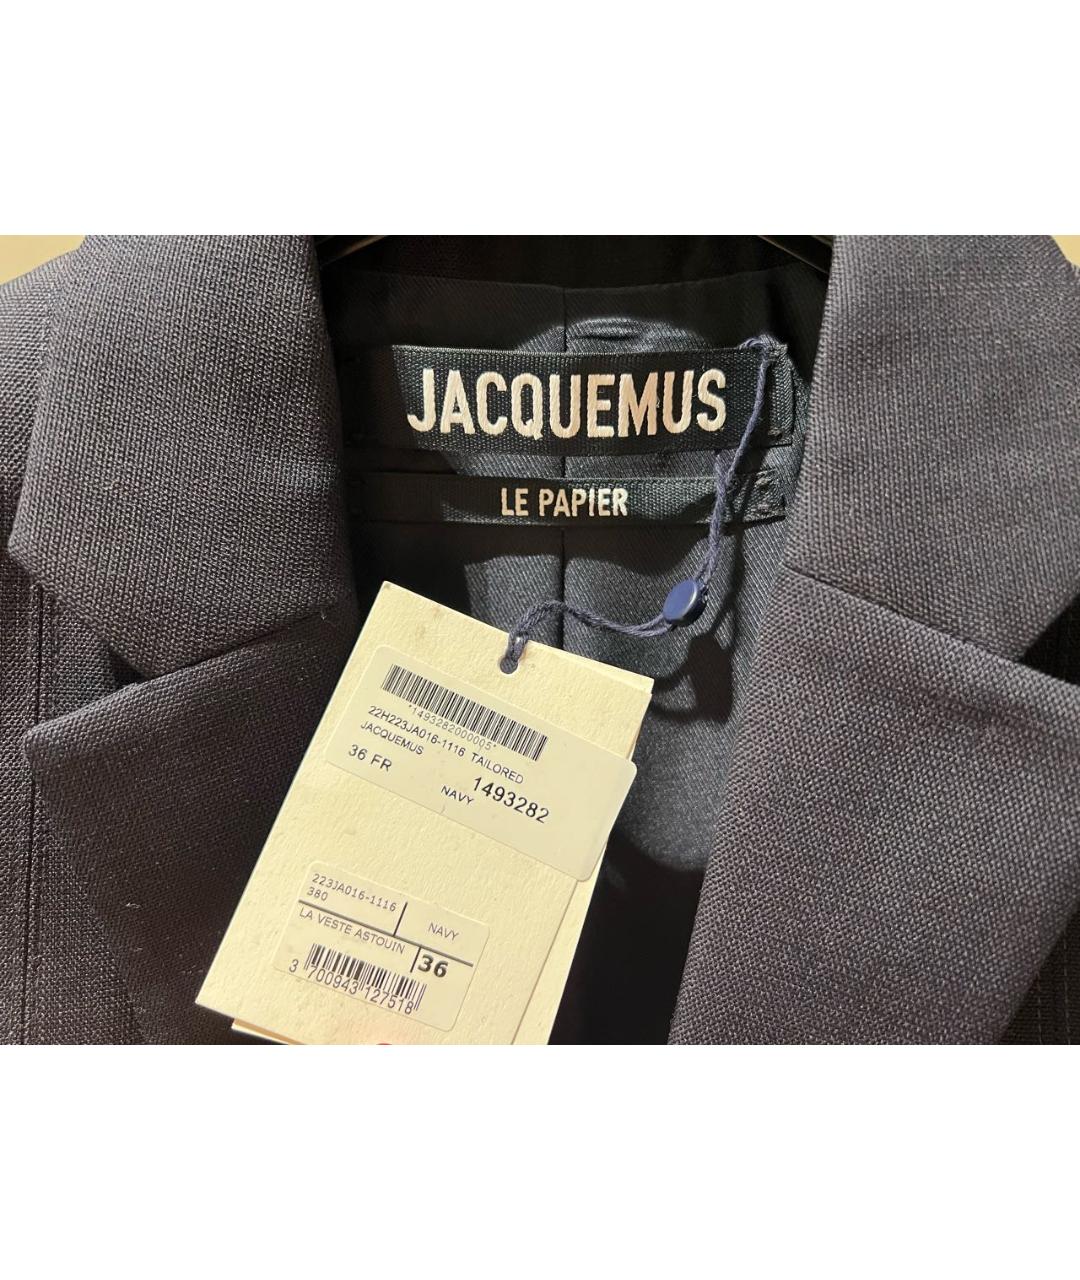 JACQUEMUS
LE PAPIER
*1493282000005*
22H223JA016-1116 TAILORED
JACQUEMUS
36 FR
NAVY 1493282
223JA016-1116
380
NAVY
LA VESTE ASTOUIN
36
3 700943 127518